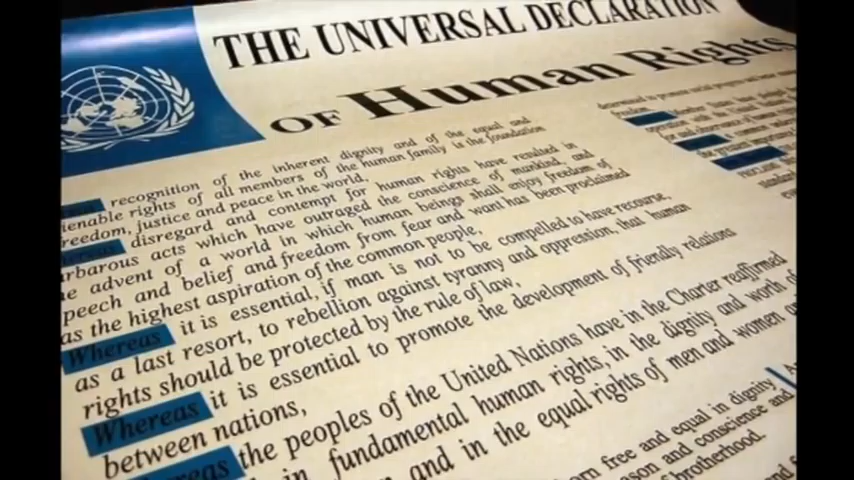 THE UNIVERSAL DECLARATION
OF Human Rights
recognition of the inherent dignity and of the equal and
ienable rights of all members of the human family is the foundation
reedom, justice and peace in the world,
disregard and contempt for human rights have resulted in
rbarous acts which have outraged the conscience of mankind, and
e advent of a world in which human beings shall enjoy freedom of
peech and belief and freedom from fear and want has been proclaimed
as the highest aspiration of the common people,
Whereas it is essential, if man is not to be compelled to have recourse,
as a last resort, to rebellion against tyranny and oppression, that human
rights should be protected by the rule of law,
Whereas it is essential to promote the development of friendly relations
between nations,
Whereas the peoples of the United Nations have in the Charter reaffirmed
in fundamental human rights, in the dignity and worth of
and in the equal rights of men and women
rn free and equal in dignity
son and conscience and
brotherhood.